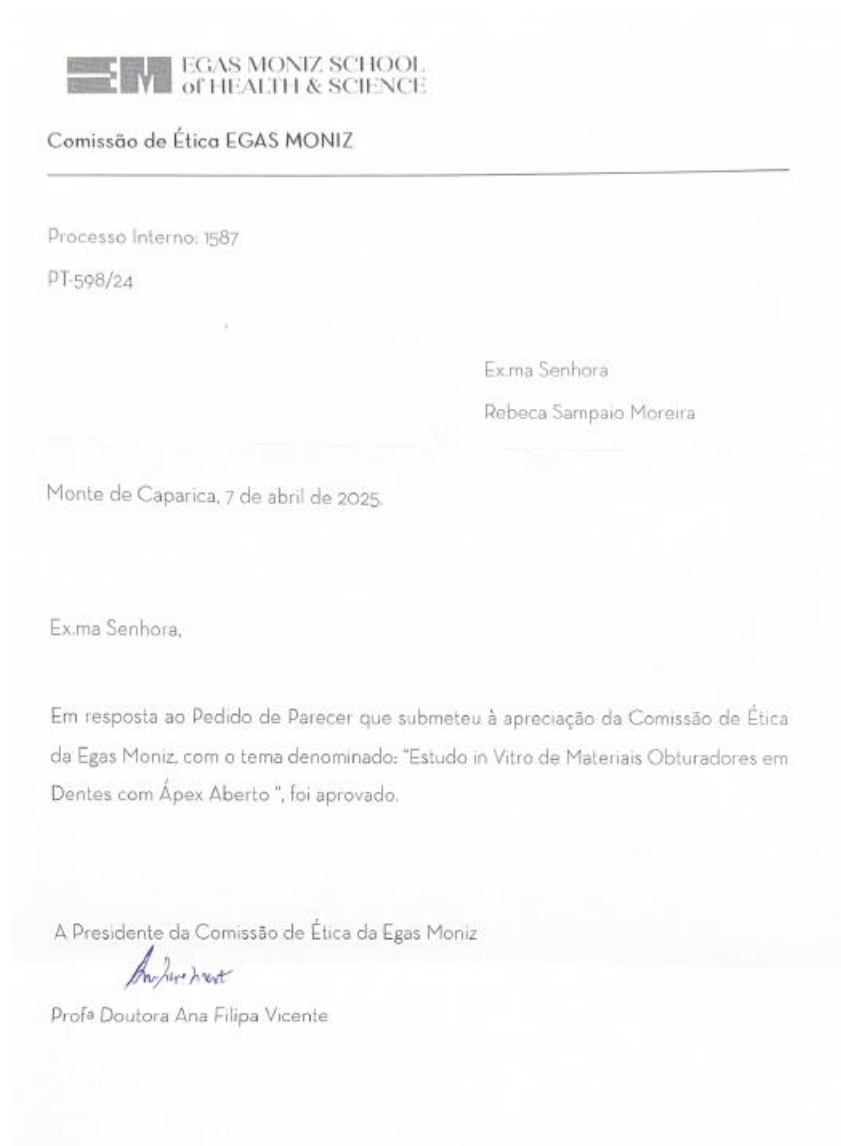 EGAS MONIZ SCHOOL
of HEALTH & SCIENCE
Comissão de Ética EGAS MONIZ
Processo Interno: 1587
PT-598/24
Ex.ma Senhora
Rebeca Sampaio Moreira
Monte de Caparica, 7 de abril de 2025.
Ex.ma Senhora,
Em resposta ao Pedido de Parecer que submeteu à apreciação da Comissão de Ética
da Egas Moniz, com o tema denominado: “Estudo in Vitro de Materiais Obturadores em
Dentes com Ápex Aberto ”, foi aprovado.
A Presidente da Comissão de Ética da Egas Moniz
Profª Doutora Ana Filipa Vicente